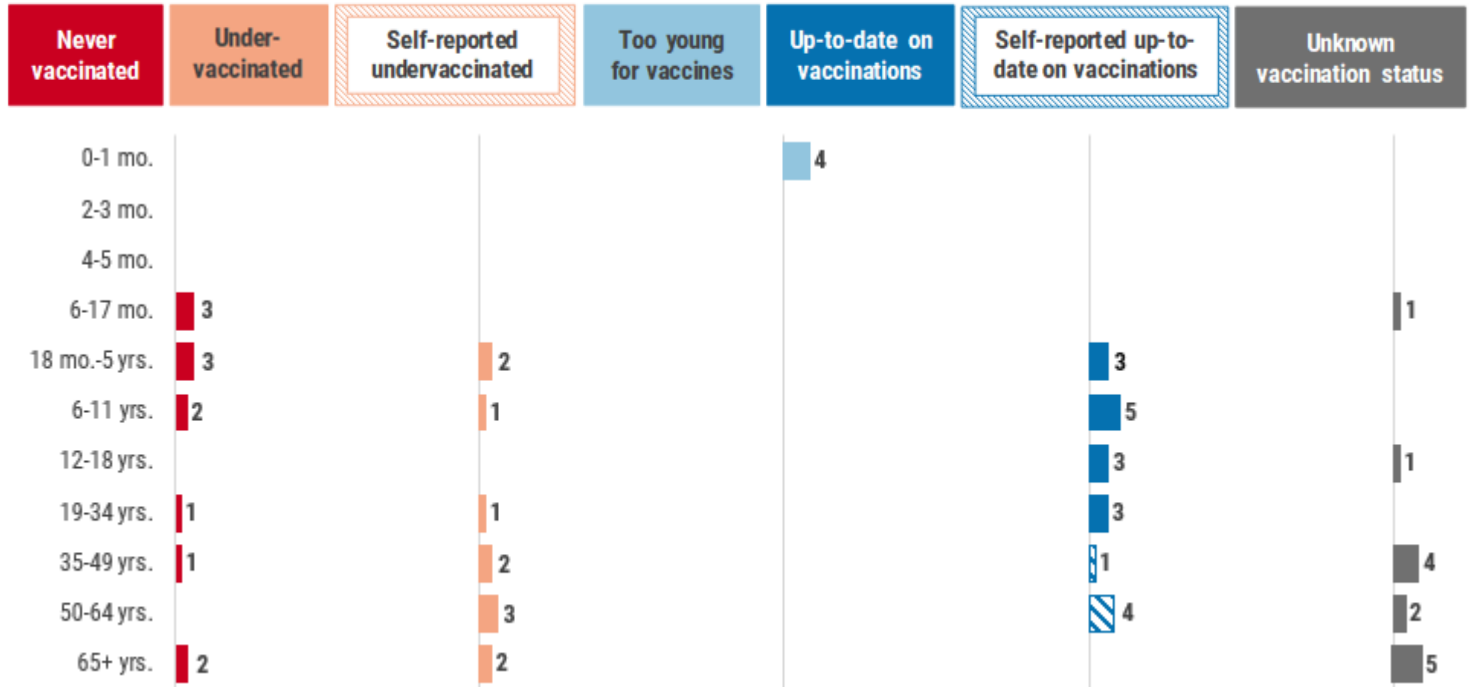 Never
vaccinated
Under-
vaccinated
Self-reported
undervaccinated
Too young
for vaccines
Up-to-date on
vaccinations
Self-reported up-to-
date on vaccinations
Unknown
vaccination status
0-1 mo.
4
2-3 mo.
4-5 mo.
6-17 mo.
3
1
18 mo.-5 yrs.
3
2
3
6-11 yrs.
2
1
5
12-18 yrs.
3
1
19-34 yrs.
1
1
3
35-49 yrs.
1
2
1
4
50-64 yrs.
3
4
2
65+ yrs.
2
2
5